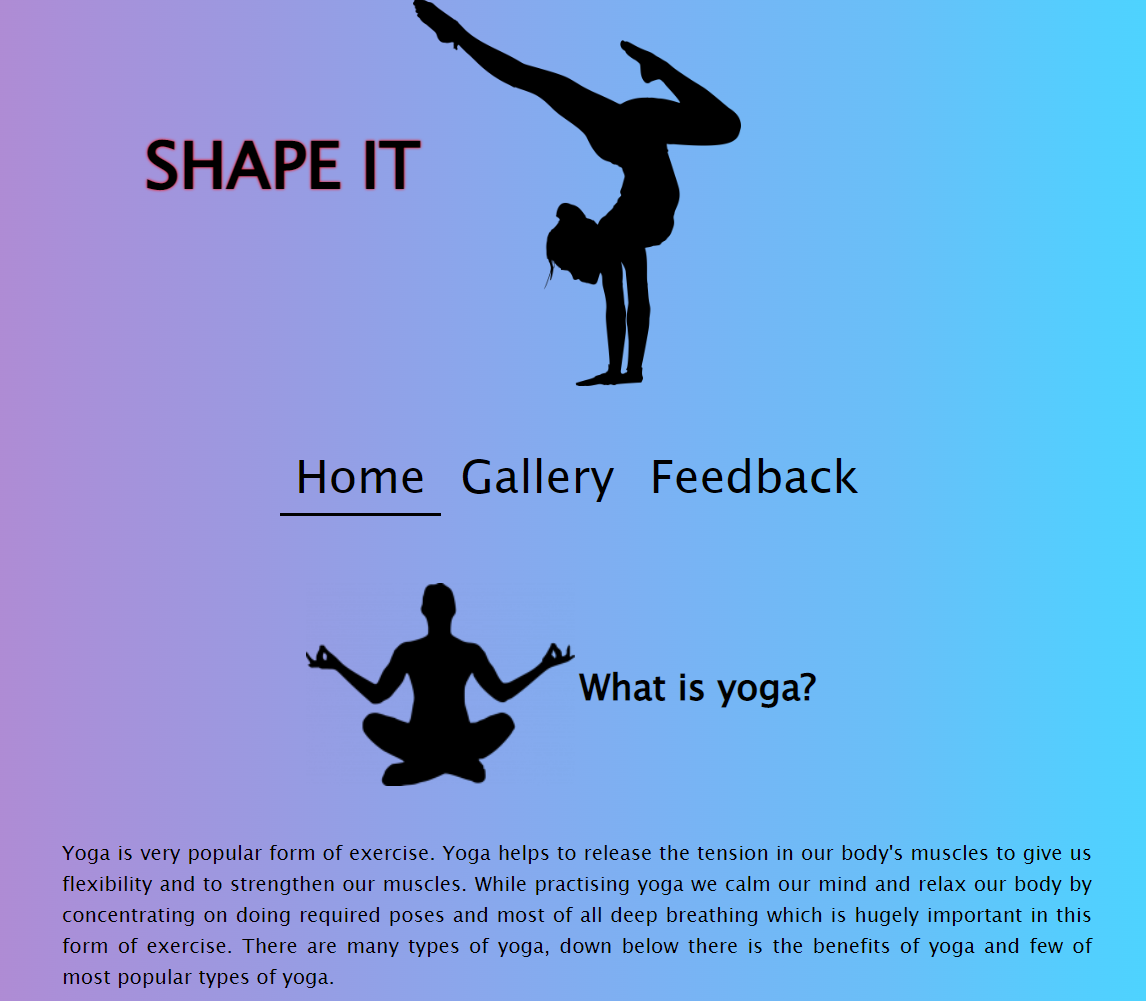 SHAPE IT
Home Gallery Feedback
What is yoga?
Yoga is very popular form of exercise. Yoga helps to release the tension in our body's muscles to give us
flexibility and to strengthen our muscles. While practising yoga we calm our mind and relax our body by
concentrating on doing required poses and most of all deep breathing which is hugely important in this
form of exercise. There are many types of yoga, down below there is the benefits of yoga and few of
most popular types of yoga.